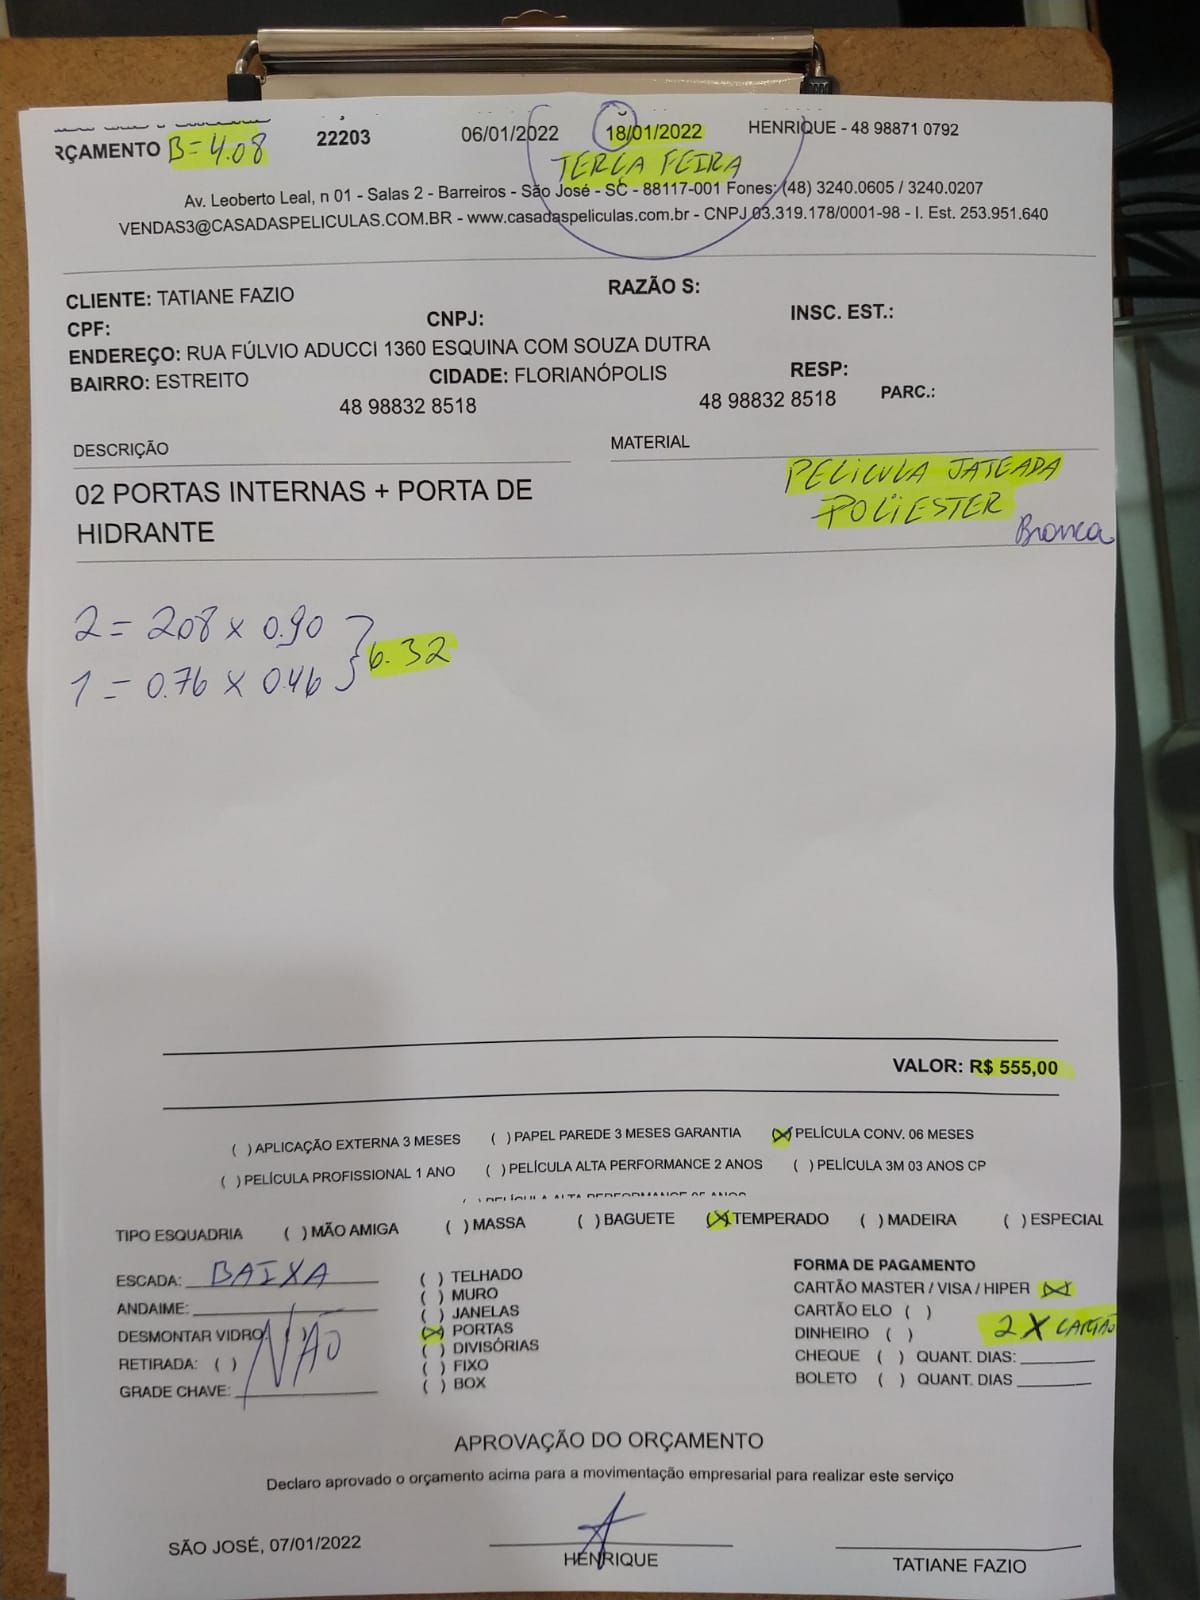 RÇAMENTO B=4.08 22203 06/01/2022 18/01/2022 HENRIQUE - 48 98871 0792
TERÇA FEIRA
Av. Leoberto Leal, n 01 - Salas 2 - Barreiros - São José - SC - 88117-001 Fones: (48) 3240.0605 / 3240.0207
VENDAS3@CASADASPELICULAS.COM.BR - www.casadaspeliculas.com.br - CNPJ 03.319.178/0001-98 - I. Est. 253.951.640
CLIENTE: TATIANE FAZIO RAZÃO S:
CPF: CNPJ: INSC. EST.:
ENDEREÇO: RUA FÚLVIO ADUCCI 1360 ESQUINA COM SOUZA DUTRA
BAIRRO: ESTREITO CIDADE: FLORIANÓPOLIS RESP:
48 98832 8518 48 98832 8518 PARC.:
DESCRIÇÃO MATERIAL
02 PORTAS INTERNAS + PORTA DE
HIDRANTE
PELICULA JATEADA
POLIESTER
Branca
2 = 208 x 0.90
1 = 0.76 x 0.46
6.32
VALOR: R$ 555,00
( ) APLICAÇÃO EXTERNA 3 MESES ( ) PAPEL PAREDE 3 MESES GARANTIA (X) PELÍCULA CONV. 06 MESES
( ) PELÍCULA PROFISSIONAL 1 ANO ( ) PELÍCULA ALTA PERFORMANCE 2 ANOS ( ) PELÍCULA 3M 03 ANOS CP
( ) PELÍCULA ALTA PERFORMANCE 05 ANOS
TIPO ESQUADRIA ( ) MÃO AMIGA ( ) MASSA ( ) BAGUETE (X) TEMPERADO ( ) MADEIRA ( ) ESPECIAL
ESCADA: BAIXA
ANDAIME:
DESMONTAR VIDRO: ( )
RETIRADA: ( )
GRADE CHAVE:
NÃO
( ) TELHADO
( ) MURO
( ) JANELAS
(X) PORTAS
( ) DIVISÓRIAS
( ) FIXO
( ) BOX
FORMA DE PAGAMENTO
CARTÃO MASTER / VISA / HIPER (X)
CARTÃO ELO ( )
DINHEIRO ( ) 2 X CARTÃO
CHEQUE ( ) QUANT. DIAS:
BOLETO ( ) QUANT. DIAS
APROVAÇÃO DO ORÇAMENTO
Declaro aprovado o orçamento acima para a movimentação empresarial para realizar este serviço
SÃO JOSÉ, 07/01/2022
HENRIQUE
TATIANE FAZIO